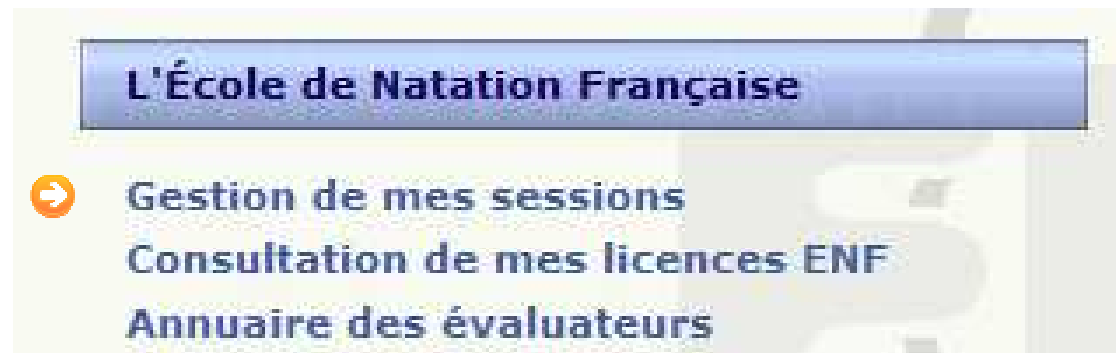 L'École de Natation Française
Gestion de mes sessions
Consultation de mes licences ENF
Annuaire des évaluateurs